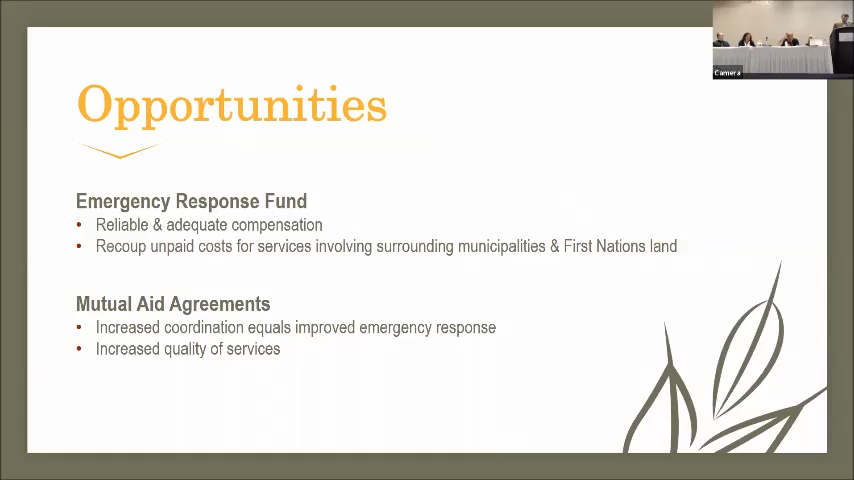 Camera
Opportunities
Emergency Response Fund
• Reliable & adequate compensation
• Recoup unpaid costs for services involving surrounding municipalities & First Nations land
Mutual Aid Agreements
• Increased coordination equals improved emergency response
• Increased quality of services